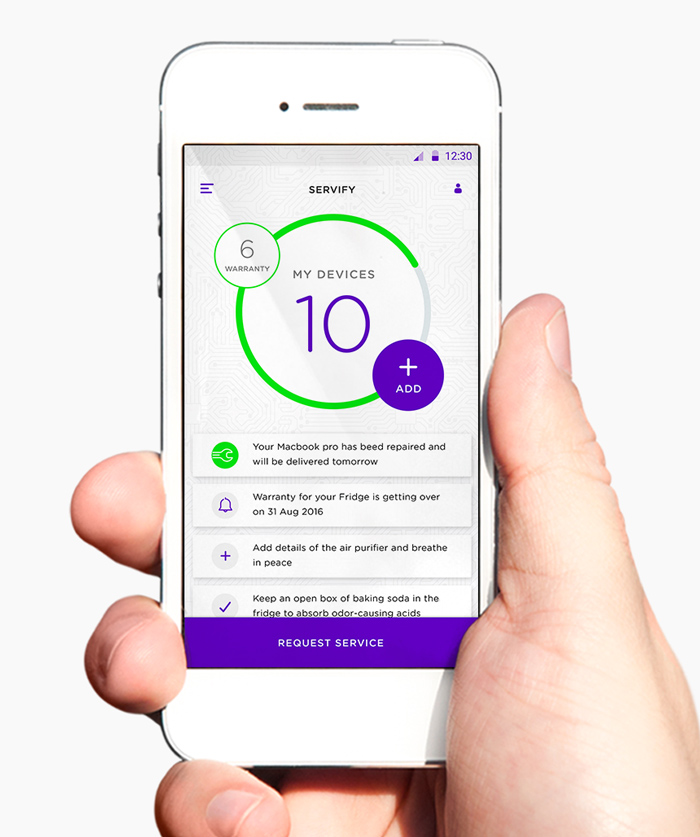 12:30
SERVIFY
6
WARRANTY
MY DEVICES
10
+
ADD
Your Macbook pro has beed repaired and
will be delivered tomorrow
Warranty for your Fridge is getting over
on 31 Aug 2016
Add details of the air purifier and breathe
in peace
Keep an open box of baking soda in the
fridge to absorb odor-causing acids
REQUEST SERVICE